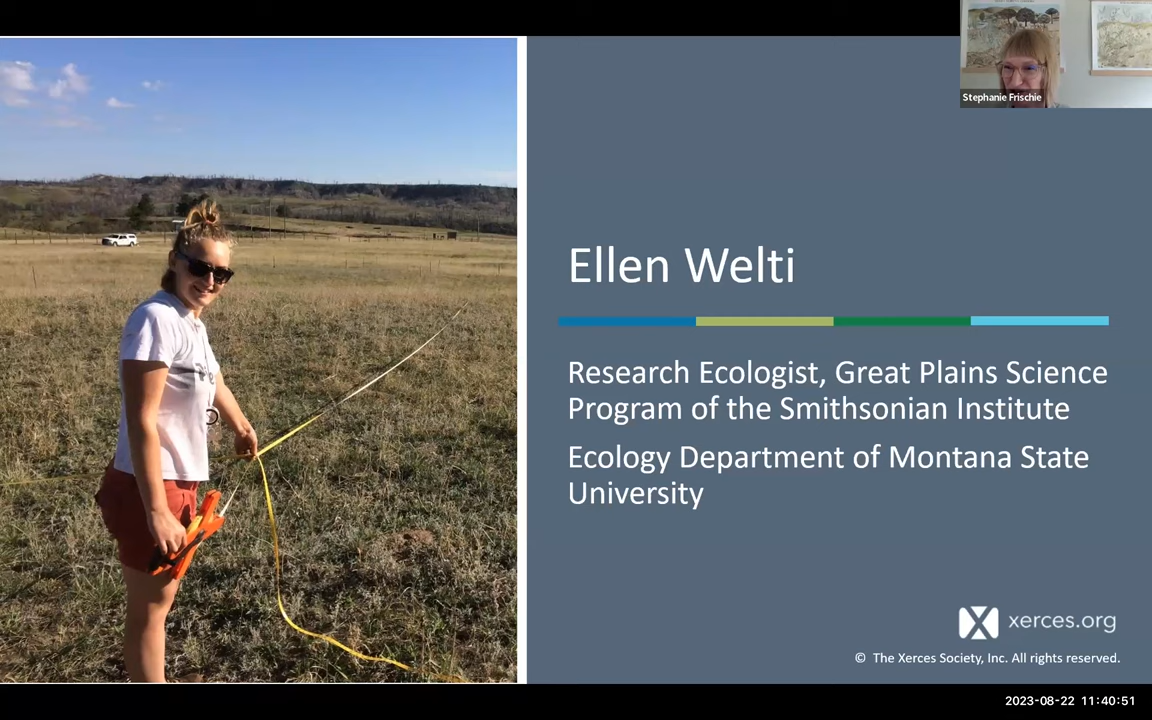 Stephanie Frischie
Ellen Welti
Research Ecologist, Great Plains Science
Program of the Smithsonian Institute
Ecology Department of Montana State
University
xerces.org
© The Xerces Society, Inc. All rights reserved.
2023-08-22 11:40:51